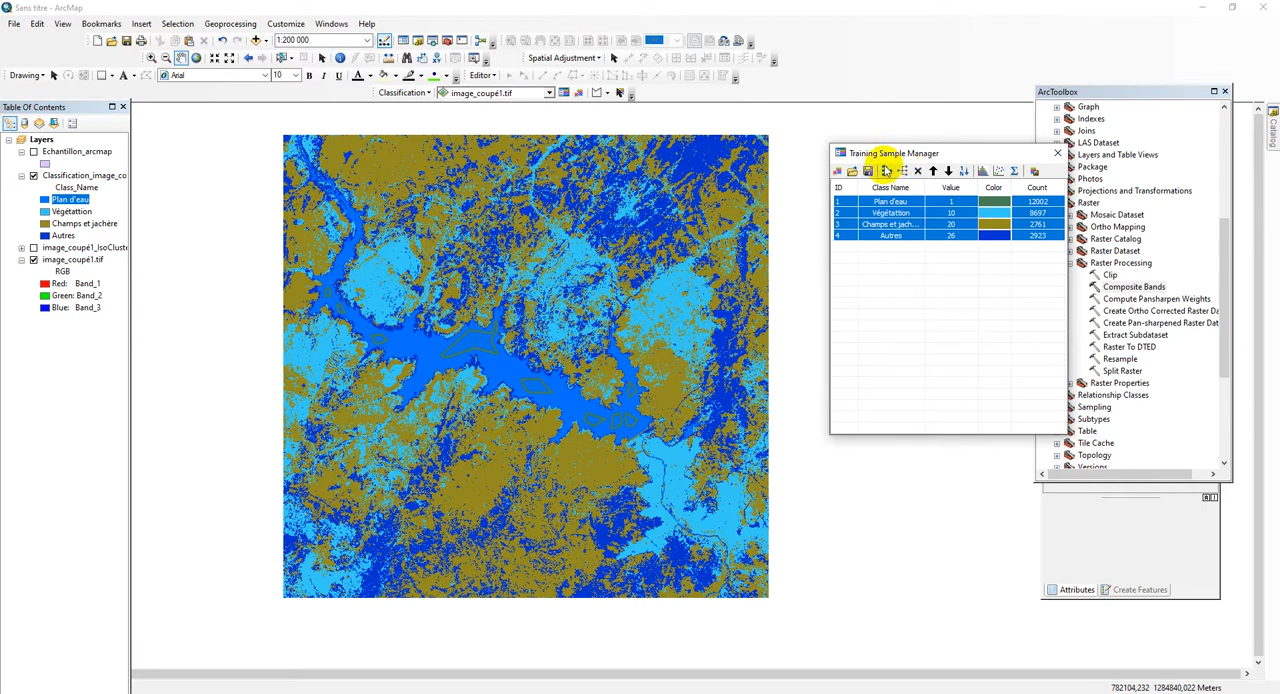 Sans titre - ArcMap
File Edit View Bookmarks Insert Selection Geoprocessing Customize Windows Help
1:200 000
Spatial Adjustment
Drawing A Arial 10 B I U A Editor
Classification image_coupé1.tif
Table Of Contents
Layers
Echantillon_arcmap
Classification_image_co
Class_Name
Plan d'eau
Végétattion
Champs et jachère
Autres
image_coupé1_IsoCluste
image_coupé1.tif
RGB
Red: Band_1
Green: Band_2
Blue: Band_3
Training Sample Manager
ID Class Name Value Color Count
1 Plan d'eau 1 12002
2 Végétattion 10 8697
3 Champs et jach... 20 2761
4 Autres 26 2923
ArcToolbox
Graph
Indexes
Joins
LAS Dataset
Layers and Table Views
Package
Photos
Projections and Transformations
Raster
Mosaic Dataset
Ortho Mapping
Raster Catalog
Raster Dataset
Raster Processing
Clip
Composite Bands
Compute Pansharpen Weights
Create Ortho Corrected Raster Da
Create Pan-sharpened Raster Dat
Extract Subdataset
Raster To DTED
Resample
Split Raster
Raster Properties
Relationship Classes
Sampling
Subtypes
Table
Tile Cache
Topology
Versions
Catalog
Attributes Create Features
782104,232 1284840,022 Meters